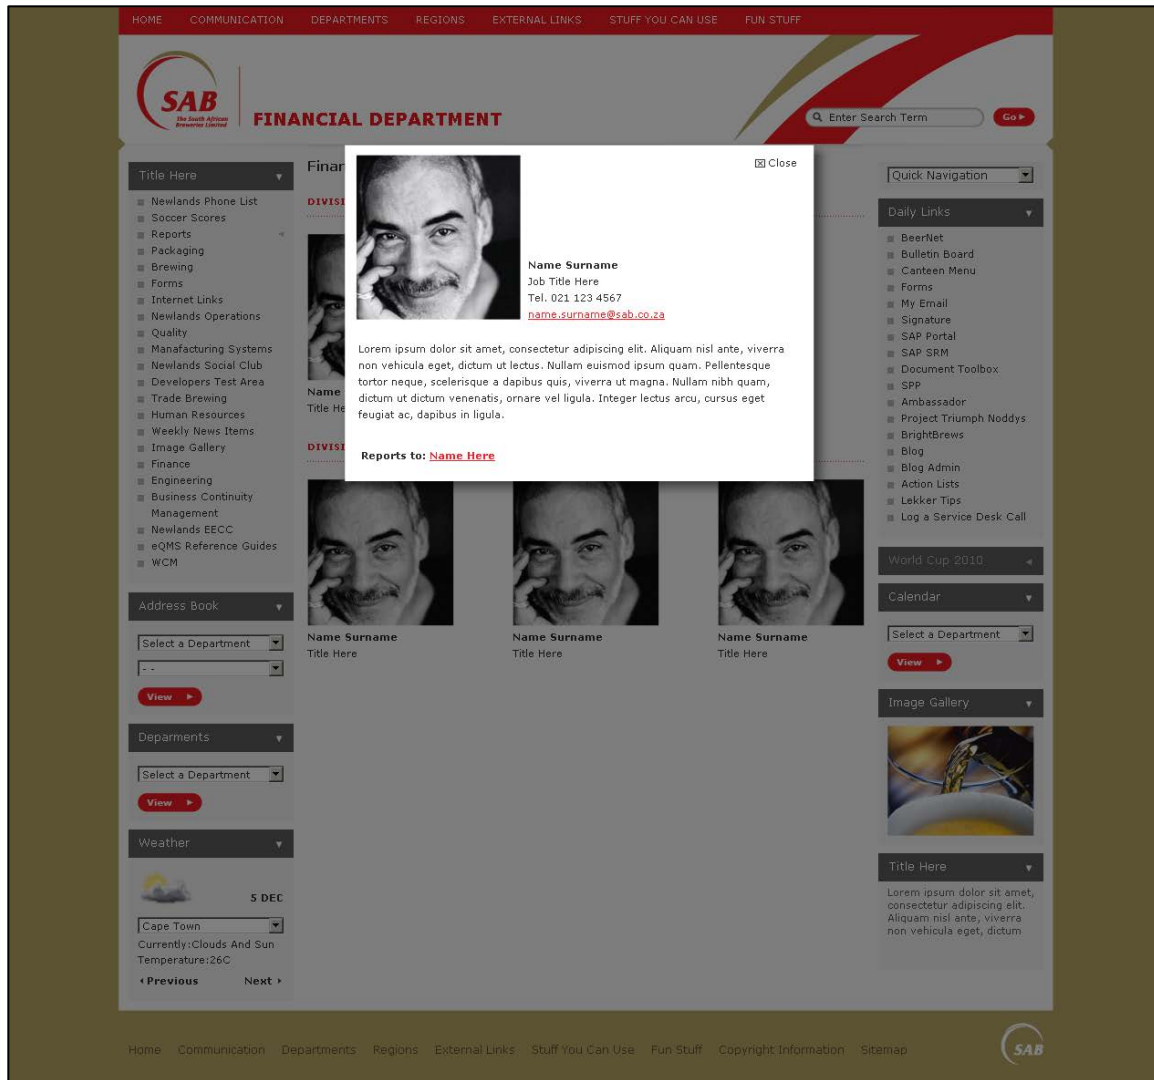 HOME COMMUNICATION DEPARTMENTS REGIONS EXTERNAL LINKS STUFF YOU CAN USE FUN STUFF
SAB
The South African
Breweries Limited
FINANCIAL DEPARTMENT
Enter Search Term
Go
Title Here
Newlands Phone List
Soccer Scores
Reports
Packaging
Brewing
Forms
Internet Links
Newlands Operations
Quality
Manafacturing Systems
Newlands Social Club
Developers Test Area
Trade Brewing
Human Resources
Weekly News Items
Image Gallery
Finance
Engineering
Business Continuity
Management
Newlands EECC
eQMS Reference Guides
WCM
Address Book
Select a Department
- -
View
Deparments
Select a Department
View
Weather
5 DEC
Cape Town
Currently:Clouds And Sun
Temperature:26C
Previous Next
Finan
DIVISI
Name
Title He
DIVISI
Close
Name Surname
Job Title Here
Tel. 021 123 4567
name.surname@sab.co.za
Lorem ipsum dolor sit amet, consectetur adipiscing elit. Aliquam nisl ante, viverra
non vehicula eget, dictum ut lectus. Nullam euismod ipsum quam. Pellentesque
tortor neque, scelerisque a dapibus quis, viverra ut magna. Nullam nibh quam,
dictum ut dictum venenatis, ornare vel ligula. Integer lectus arcu, cursus eget
feugiat ac, dapibus in ligula.
Reports to: Name Here
Name Surname Name Surname Name Surname
Title Here Title Here Title Here
Quick Navigation
Daily Links
BeerNet
Bulletin Board
Canteen Menu
Forms
My Email
Signature
SAP Portal
SAP SRM
Document Toolbox
SPP
Ambassador
Project Triumph Noddys
BrightBrews
Blog
Blog Admin
Action Lists
Lekker Tips
Log a Service Desk Call
World Cup 2010
Calendar
Select a Department
View
Image Gallery
Title Here
Lorem ipsum dolor sit amet,
consectetur adipiscing elit.
Aliquam nisl ante, viverra
non vehicula eget, dictum
Home Communication Departments Regions External Links Stuff You Can Use Fun Stuff Copyright Information Sitemap
SAB